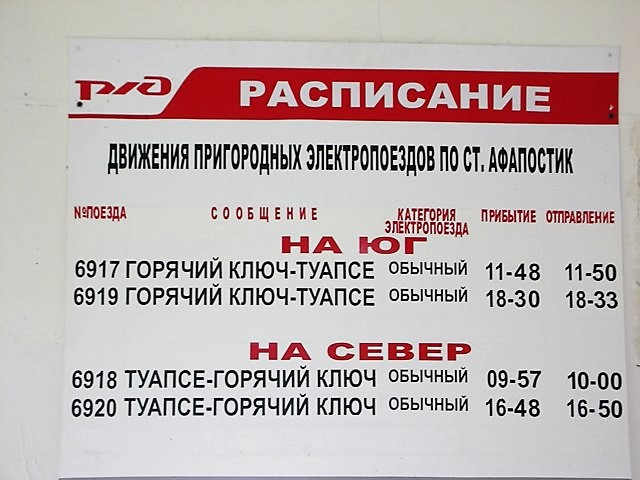 РЖД РАСПИСАНИЕ
ДВИЖЕНИЯ ПРИГОРОДНЫХ ЭЛЕКТРОПОЕЗДОВ ПО СТ. АФАПОСТИК
№ПОЕЗДА СООБЩЕНИЕ КАТЕГОРИЯ ЭЛЕКТРОПОЕЗДА ПРИБЫТИЕ ОТПРАВЛЕНИЕ
НА ЮГ
6917 ГОРЯЧИЙ КЛЮЧ-ТУАПСЕ ОБЫЧНЫЙ 11-48 11-50
6919 ГОРЯЧИЙ КЛЮЧ-ТУАПСЕ ОБЫЧНЫЙ 18-30 18-33
НА СЕВЕР
6918 ТУАПСЕ-ГОРЯЧИЙ КЛЮЧ ОБЫЧНЫЙ 09-57 10-00
6920 ТУАПСЕ-ГОРЯЧИЙ КЛЮЧ ОБЫЧНЫЙ 16-48 16-50